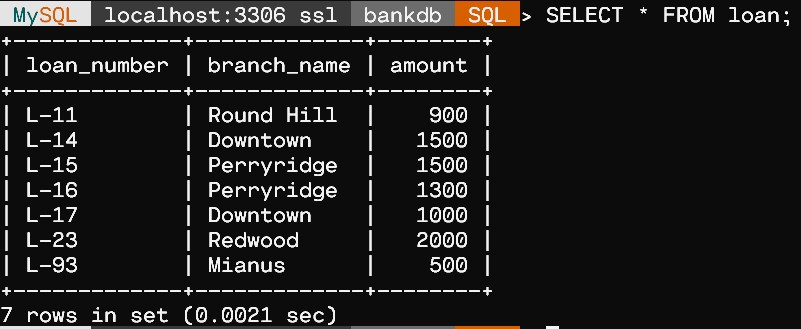 MySQL localhost:3306 ssl bankdb SQL > SELECT * FROM loan;
+-------------+-------------+--------+
| loan_number | branch_name | amount |
+-------------+-------------+--------+
| L-11        | Round Hill  |    900 |
| L-14        | Downtown    |   1500 |
| L-15        | Perryridge  |   1500 |
| L-16        | Perryridge  |   1300 |
| L-17        | Downtown    |   1000 |
| L-23        | Redwood     |   2000 |
| L-93        | Mianus      |    500 |
+-------------+-------------+--------+
7 rows in set (0.0021 sec)